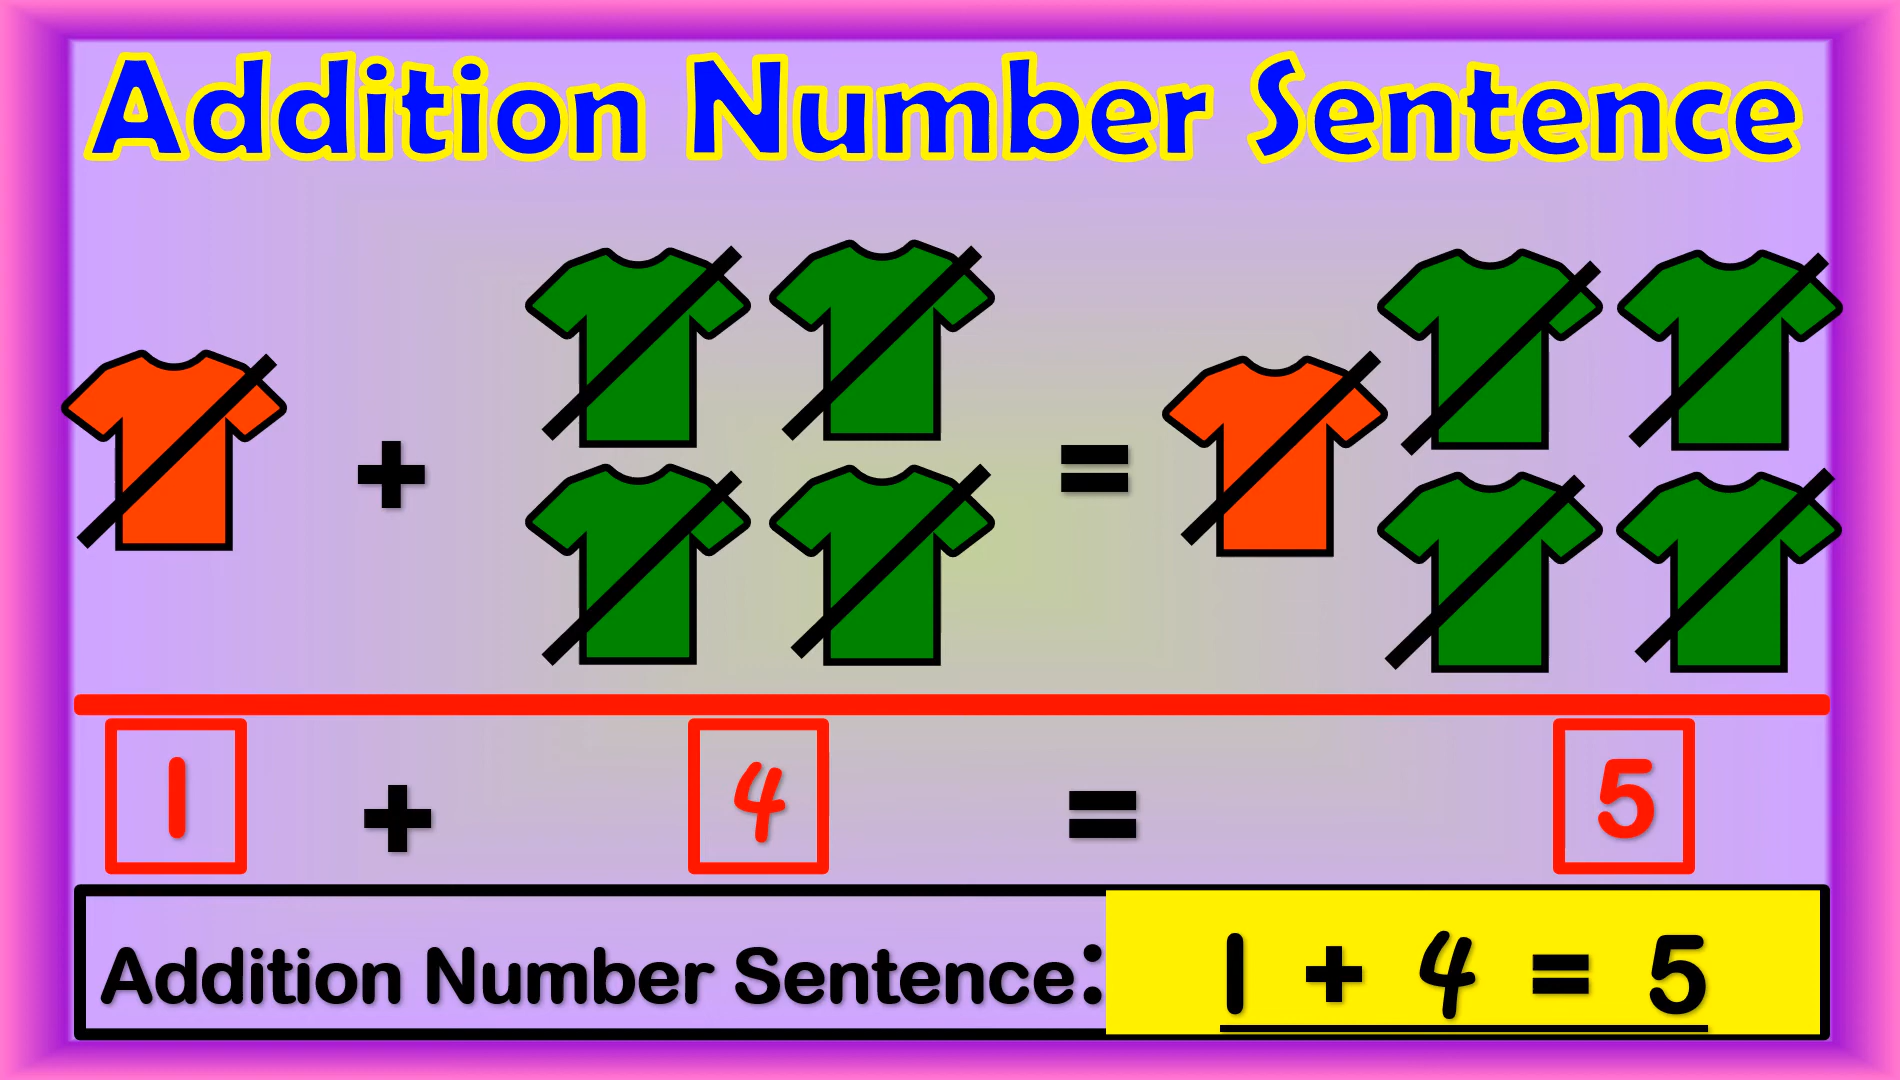 Addition Number Sentence
+ =
1 + 4 = 5
Addition Number Sentence: 1 + 4 = 5